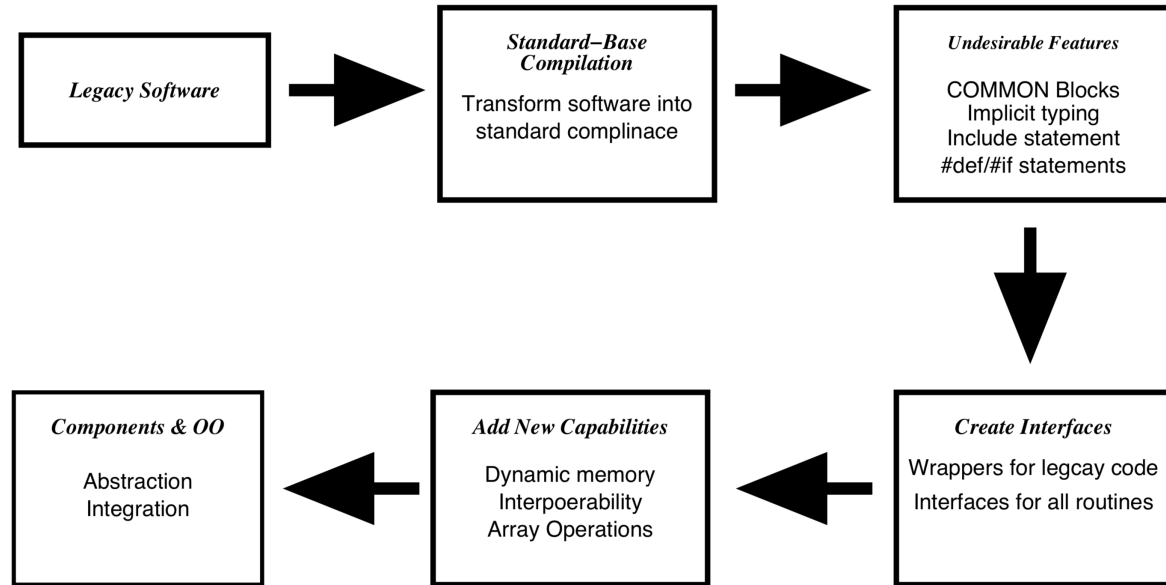 Legacy Software
Standard–Base
Compilation
Transform software into
standard complinace
Undesirable Features
COMMON Blocks
Implicit typing
Include statement
#def/#if statements
Create Interfaces
Wrappers for legcay code
Interfaces for all routines
Add New Capabilities
Dynamic memory
Interpoerability
Array Operations
Components & OO
Abstraction
Integration